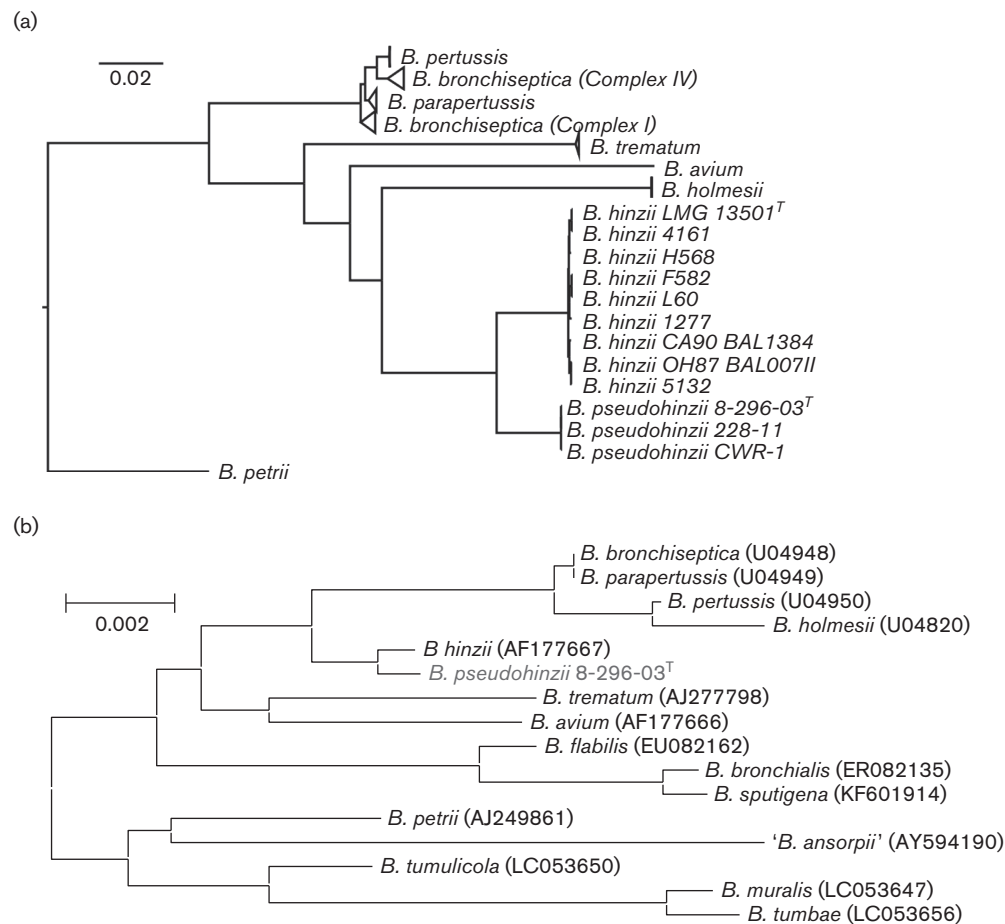 (a)
0.02
B. pertussis
B. bronchiseptica (Complex IV)
B. parapertussis
B. bronchiseptica (Complex I)
B. trematum
B. avium
B. holmesii
B. hinzii LMG 13501T
B. hinzii 4161
B. hinzii H568
B. hinzii F582
B. hinzii L60
B. hinzii 1277
B. hinzii CA90 BAL1384
B. hinzii OH87 BAL007II
B. hinzii 5132
B. pseudohinzii 8-296-03T
B. pseudohinzii 228-11
B. pseudohinzii CWR-1
B. petrii
(b)
0.002
B. bronchiseptica (U04948)
B. parapertussis (U04949)
B. pertussis (U04950)
B. holmesii (U04820)
B hinzii (AF177667)
B. pseudohinzii 8-296-03T
B. trematum (AJ277798)
B. avium (AF177666)
B. flabilis (EU082162)
B. bronchialis (ER082135)
B. sputigena (KF601914)
B. petrii (AJ249861)
'B. ansorpii' (AY594190)
B. tumulicola (LC053650)
B. muralis (LC053647)
B. tumbae (LC053656)